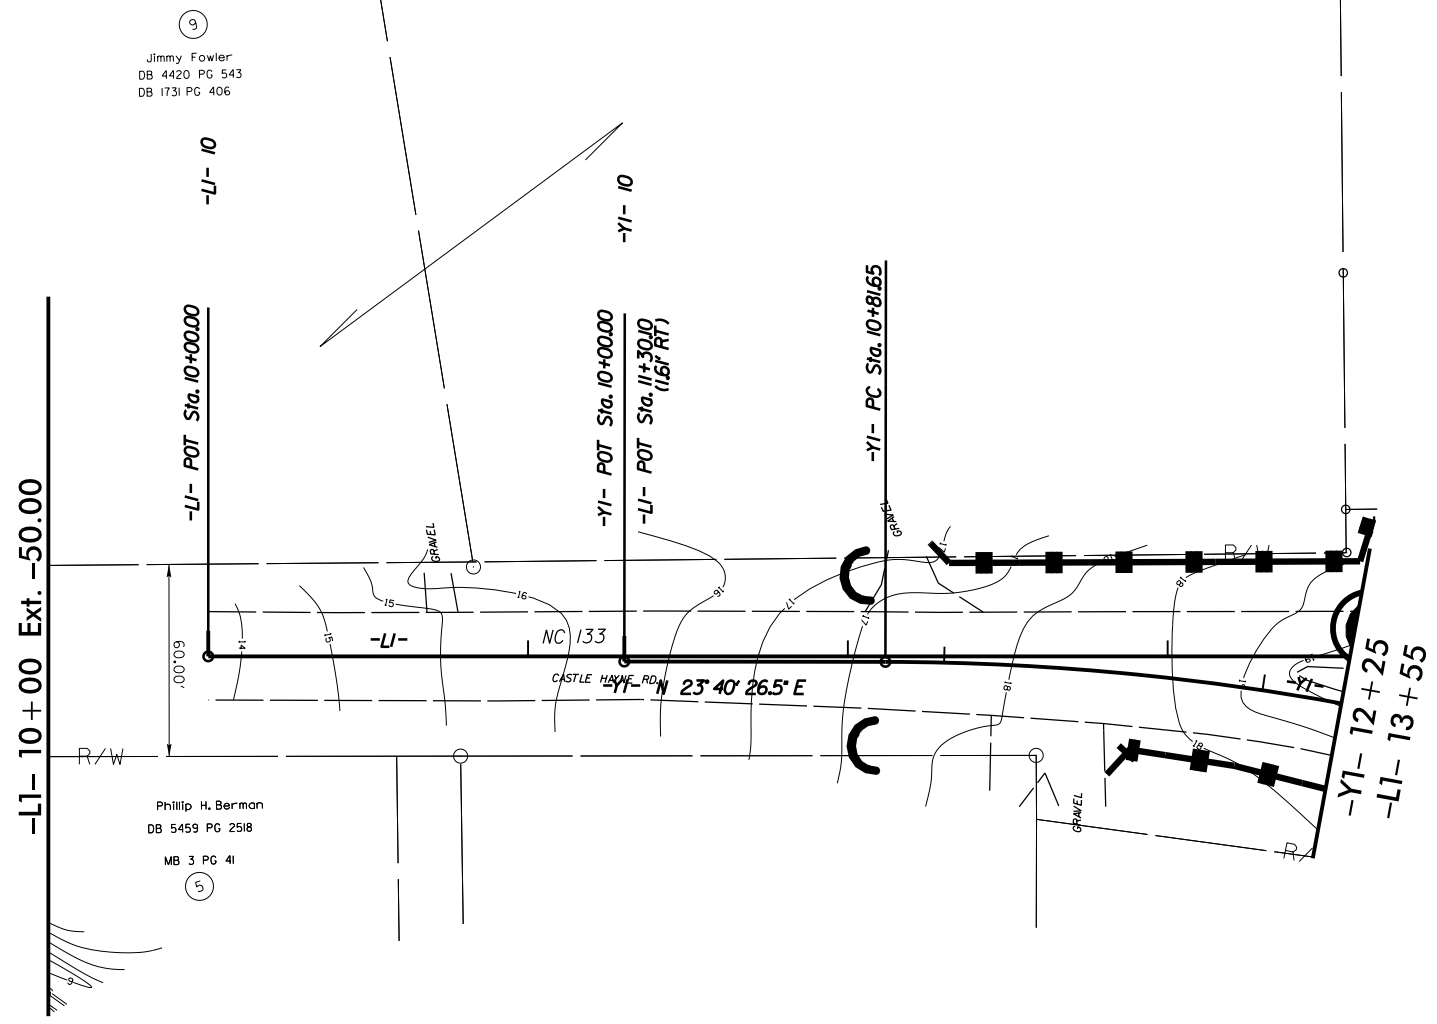 9
Jimmy Fowler
DB 4420 PG 543
DB 1731 PG 406
-L1- 10
-Y1- 10
-L1- POT Sta. 10+00.00
-Y1- POT Sta. 10+00.00
-L1- POT Sta. 11+30.10
(1.61' RT)
-Y1- PC Sta. 10+81.65
-L1- 10+00 Ext. -50.00
GRAVEL
GRAVEL
R/W
17
16
18
15
16
17
17
14
15
-L1-
NC 133
60.00'
CASTLE HAYNE RD.
-Y1- N 23° 40' 26.5" E
18
-Y1-
R/W
18
Phillip H. Berman
DB 5459 PG 2518
MB 3 PG 41
5
GRAVEL
R/
-Y1- 12+25
-L1- 13+55
9